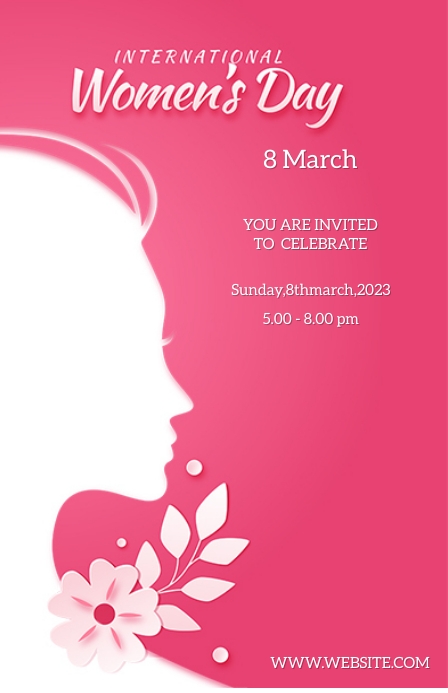 INTERNATIONAL
Women's Day
8 March
YOU ARE INVITED
TO CELEBRATE
Sunday,8thmarch,2023
5.00 - 8.00 pm
WWW.WEBSITE.COM